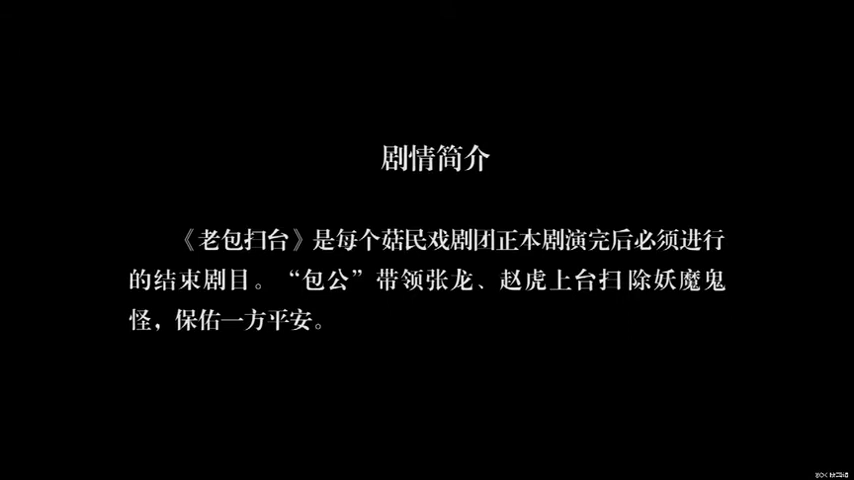 剧情简介
《老包扫台》是每个菇民戏剧团正本剧演完后必须进行
的结束剧目。“包公”带领张龙、赵虎上台扫除妖魔鬼
怪，保佑一方平安。